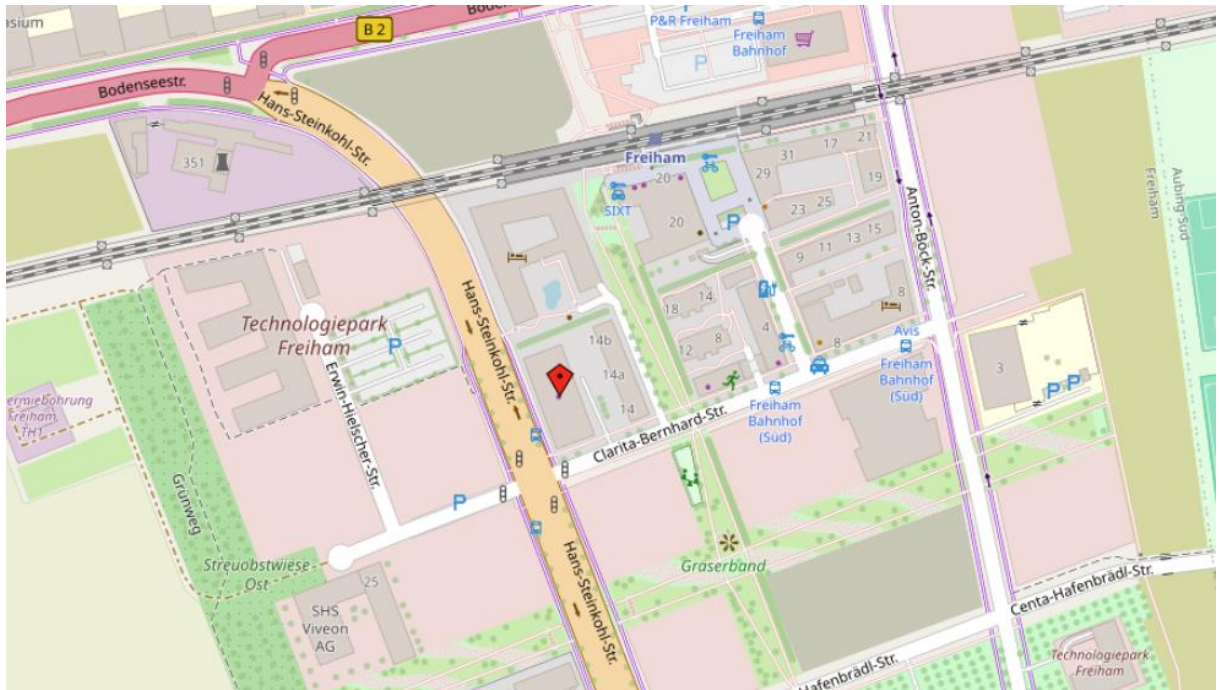 asium
B 2
Bodenseestr.
P&R Freiham
P
Freiham
Bahnhof
Hans-Steinkohl-Str.
351
Freiham
SIXT
20
20
31
17
21
29
19
25
23
P
13
15
11
9
Anton-Böck-Str.
Aubing-Süd
Freiham
Technologiepark
Freiham
P
Erwin-Hielscher-Str.
Hans-Steinkohl-Str.
14b
14a
14
18
14
12
8
4
8
8
Avis
Freiham
Bahnhof
(Süd)
3
P
P
Freiham
Bahnhof
(Süd)
Clarita-Bernhard-Str.
ermiebohrung
Freiham
TH1
Grünweg
P
Streuobstwiese-
Ost
25
SHS
Viveon
AG
Hans-Steinkohl-Str.
Gräserband
Centa-Hafenbrädl-Str.
Hafenbrädl-Str.
Technologiepark
Freiham